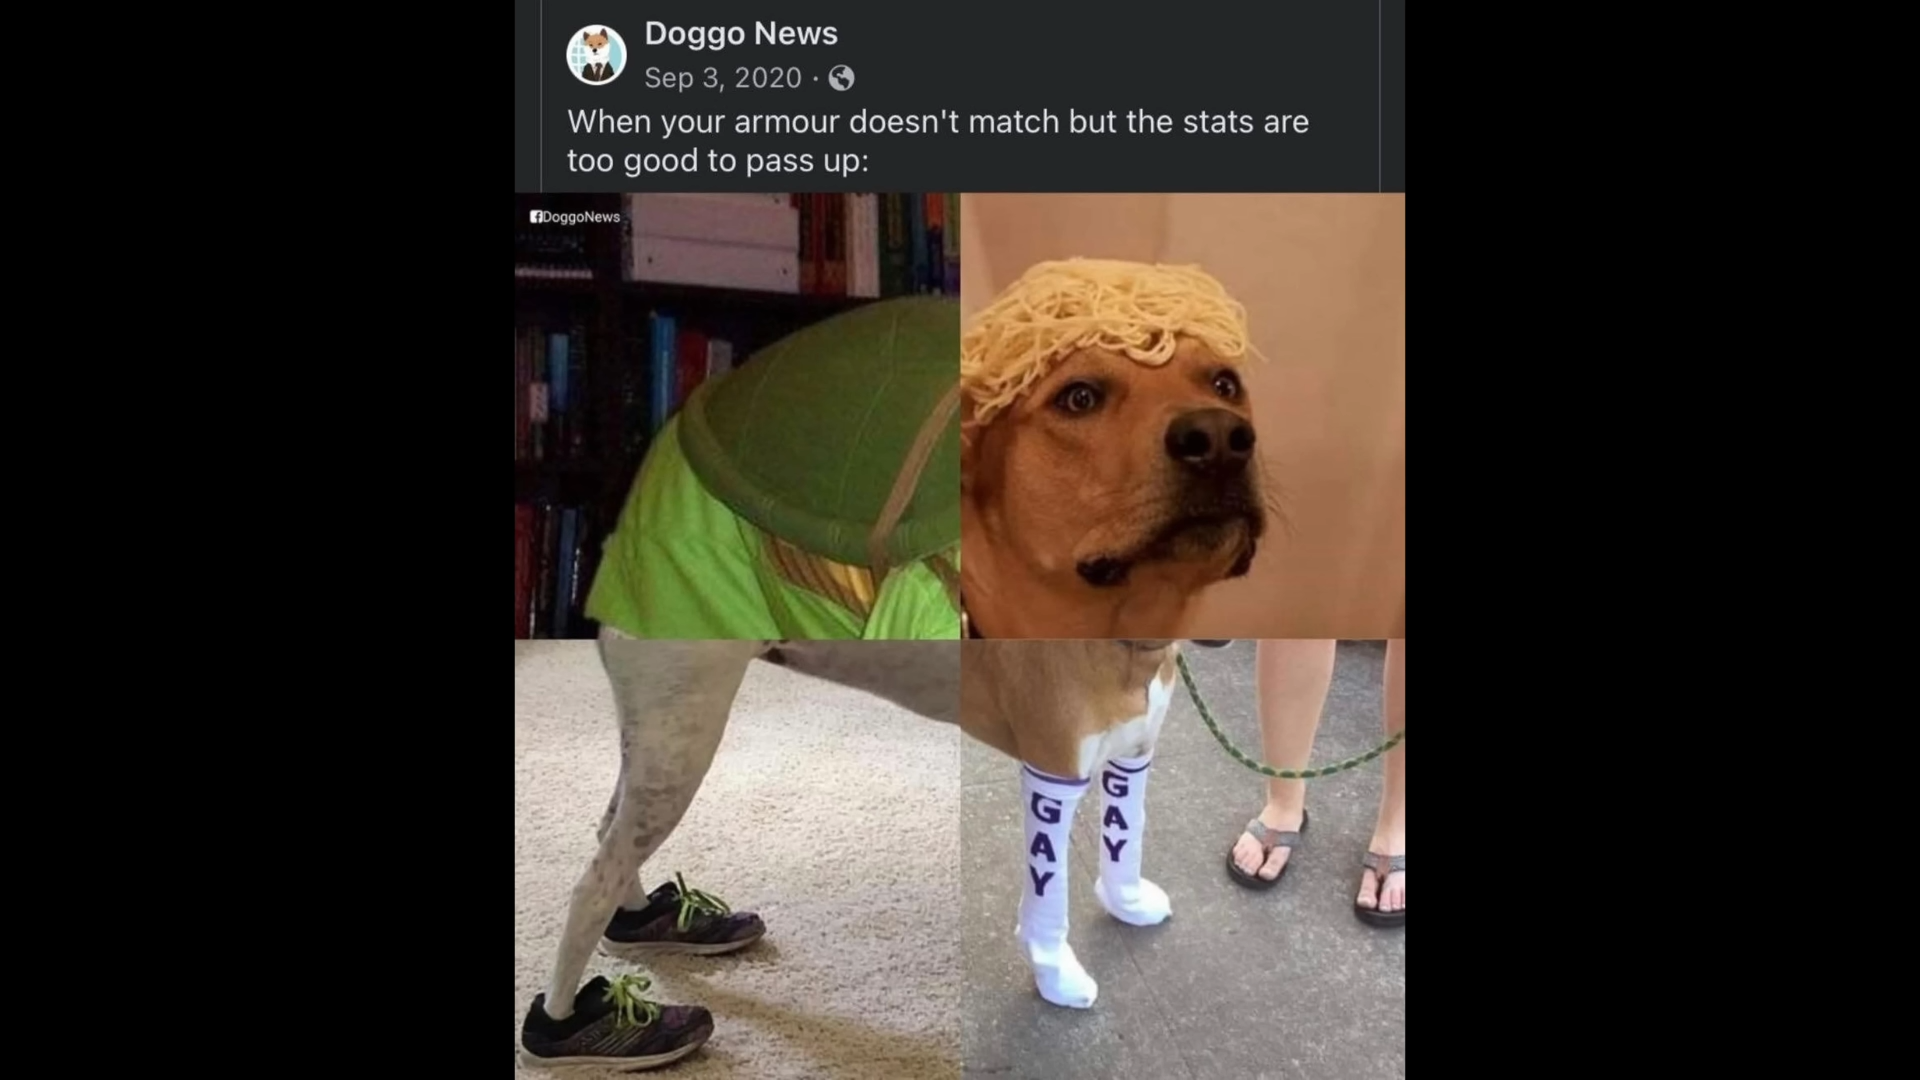 Doggo News
Sep 3, 2020 ·
When your armour doesn't match but the stats are
too good to pass up:
DoggoNews
GAY
GAY